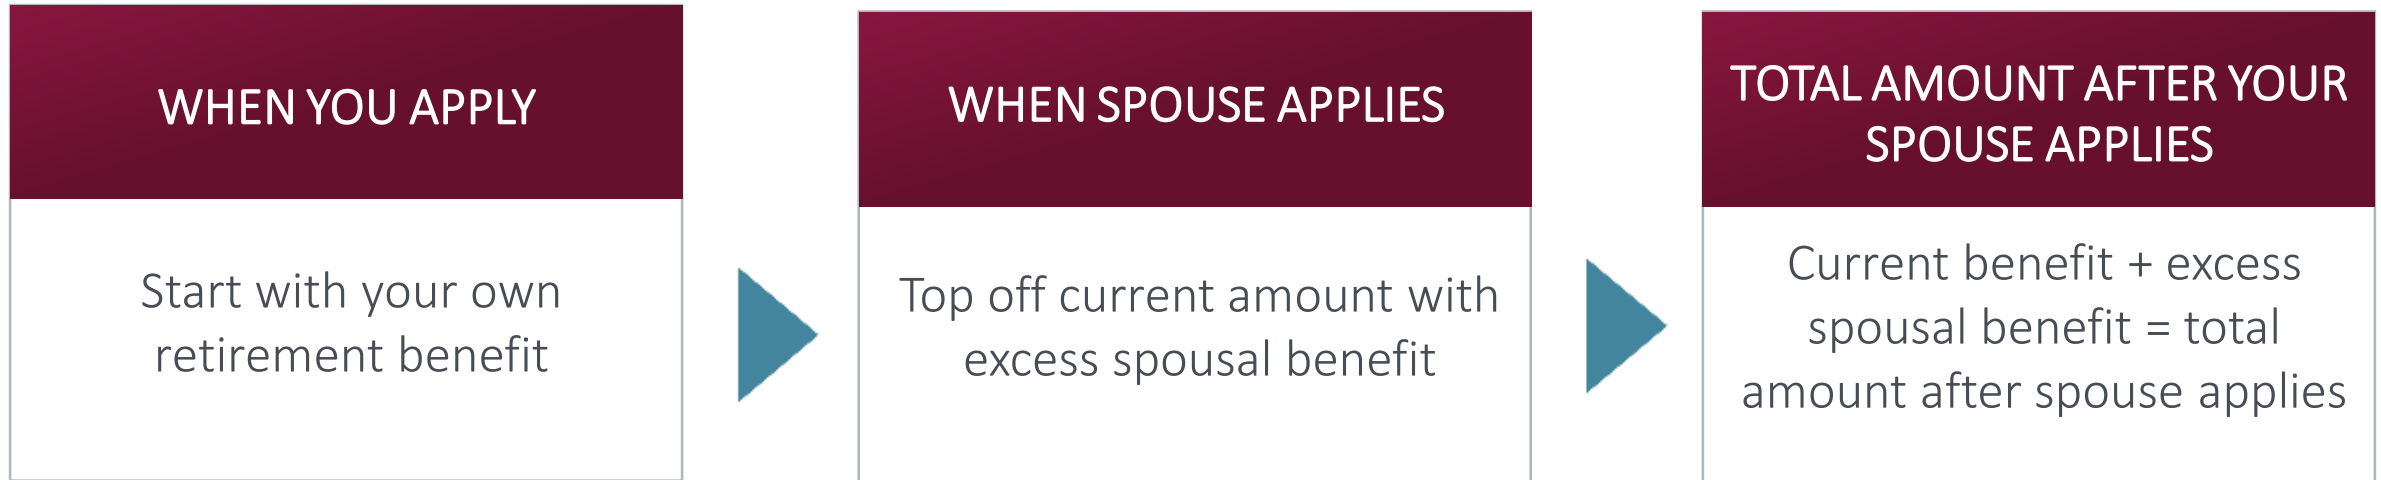 WHEN YOU APPLY
Start with your own
retirement benefit
WHEN SPOUSE APPLIES
Top off current amount with
excess spousal benefit
TOTAL AMOUNT AFTER YOUR
SPOUSE APPLIES
Current benefit + excess
spousal benefit = total
amount after spouse applies